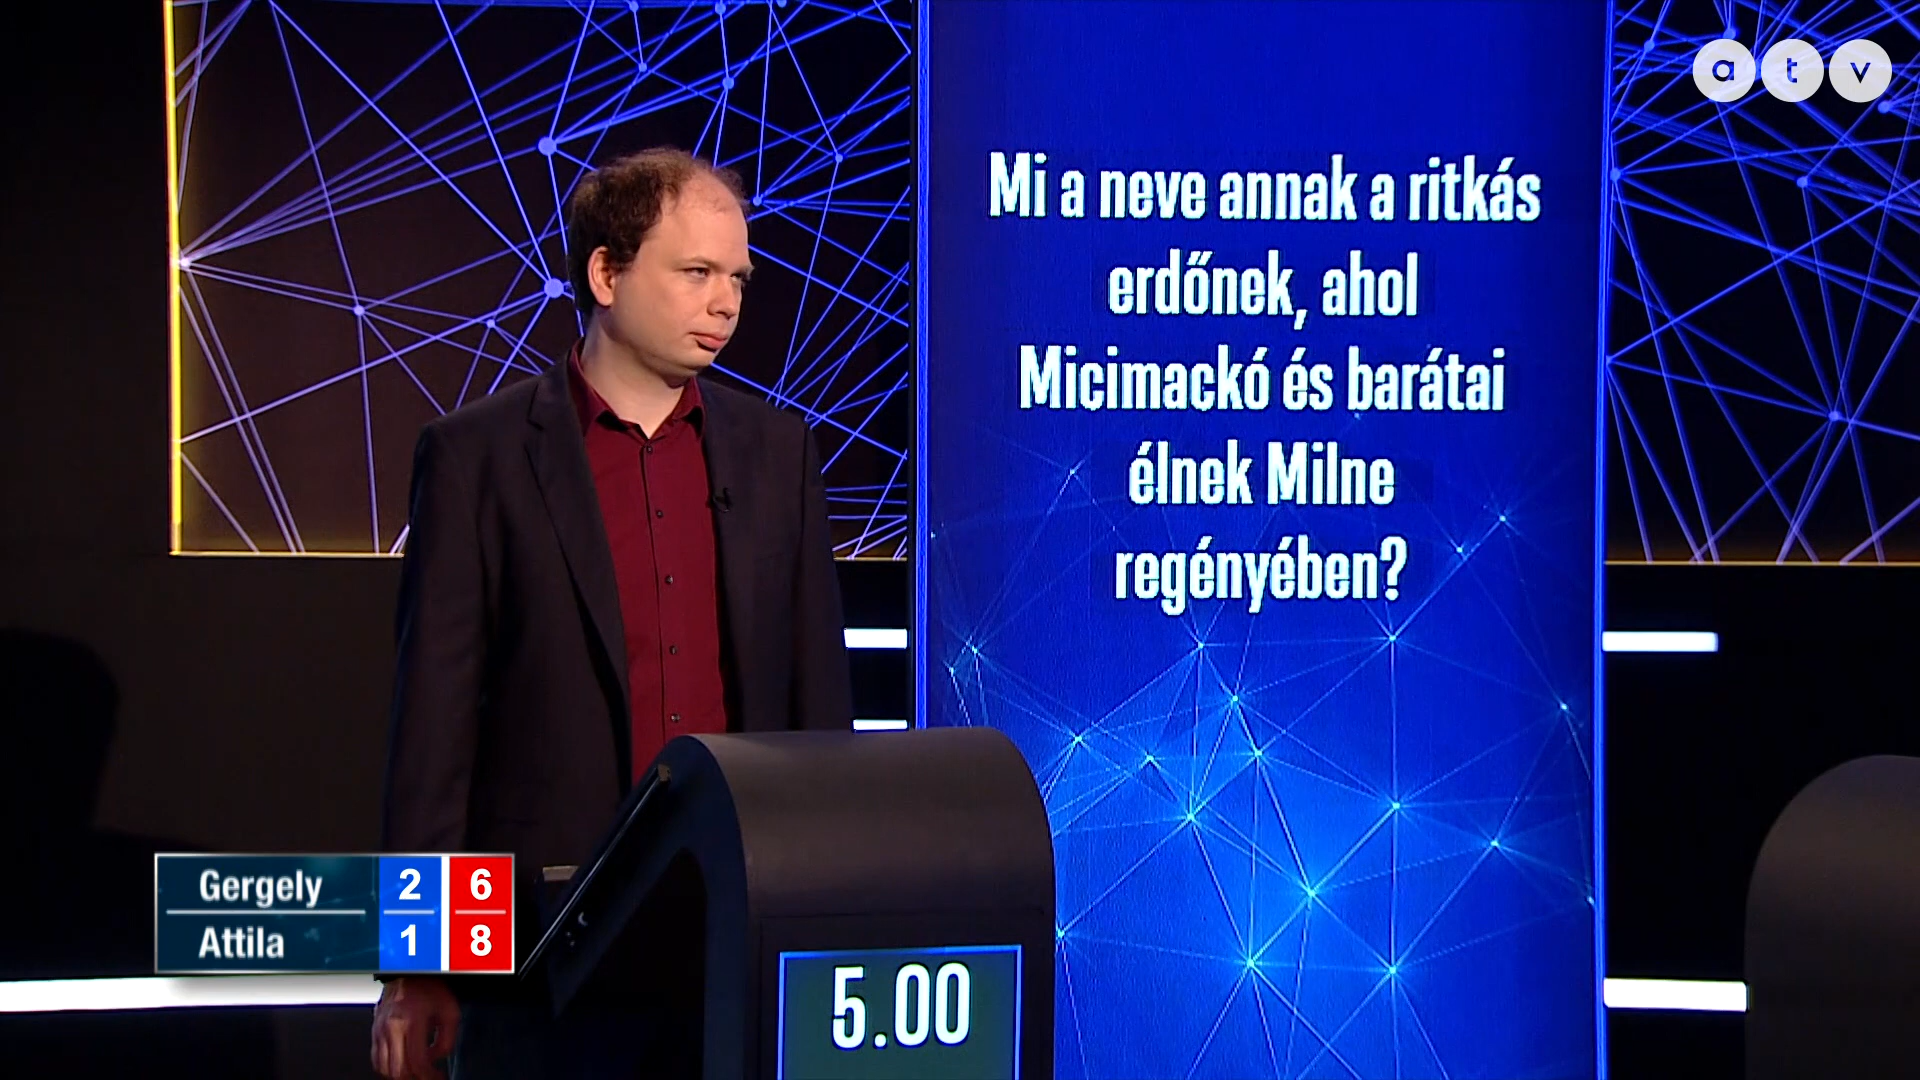 atv
Mi a neve annak a ritkás
erdőnek, ahol
Micimackó és barátai
élnek Milne
regényében?
Gergely 2 6
Attila 1 8
5.00